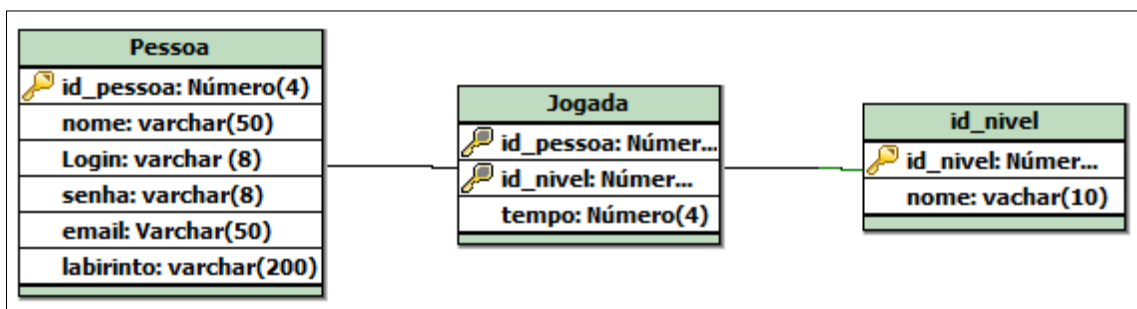 Pessoa
id_pessoa: Número(4)
nome: varchar(50)
Login: varchar (8)
senha: varchar(8)
email: Varchar(50)
labirinto: varchar(200)
Jogada
id_pessoa: Númer...
id_nivel: Númer...
tempo: Número(4)
id_nivel
id_nivel: Númer...
nome: vachar(10)